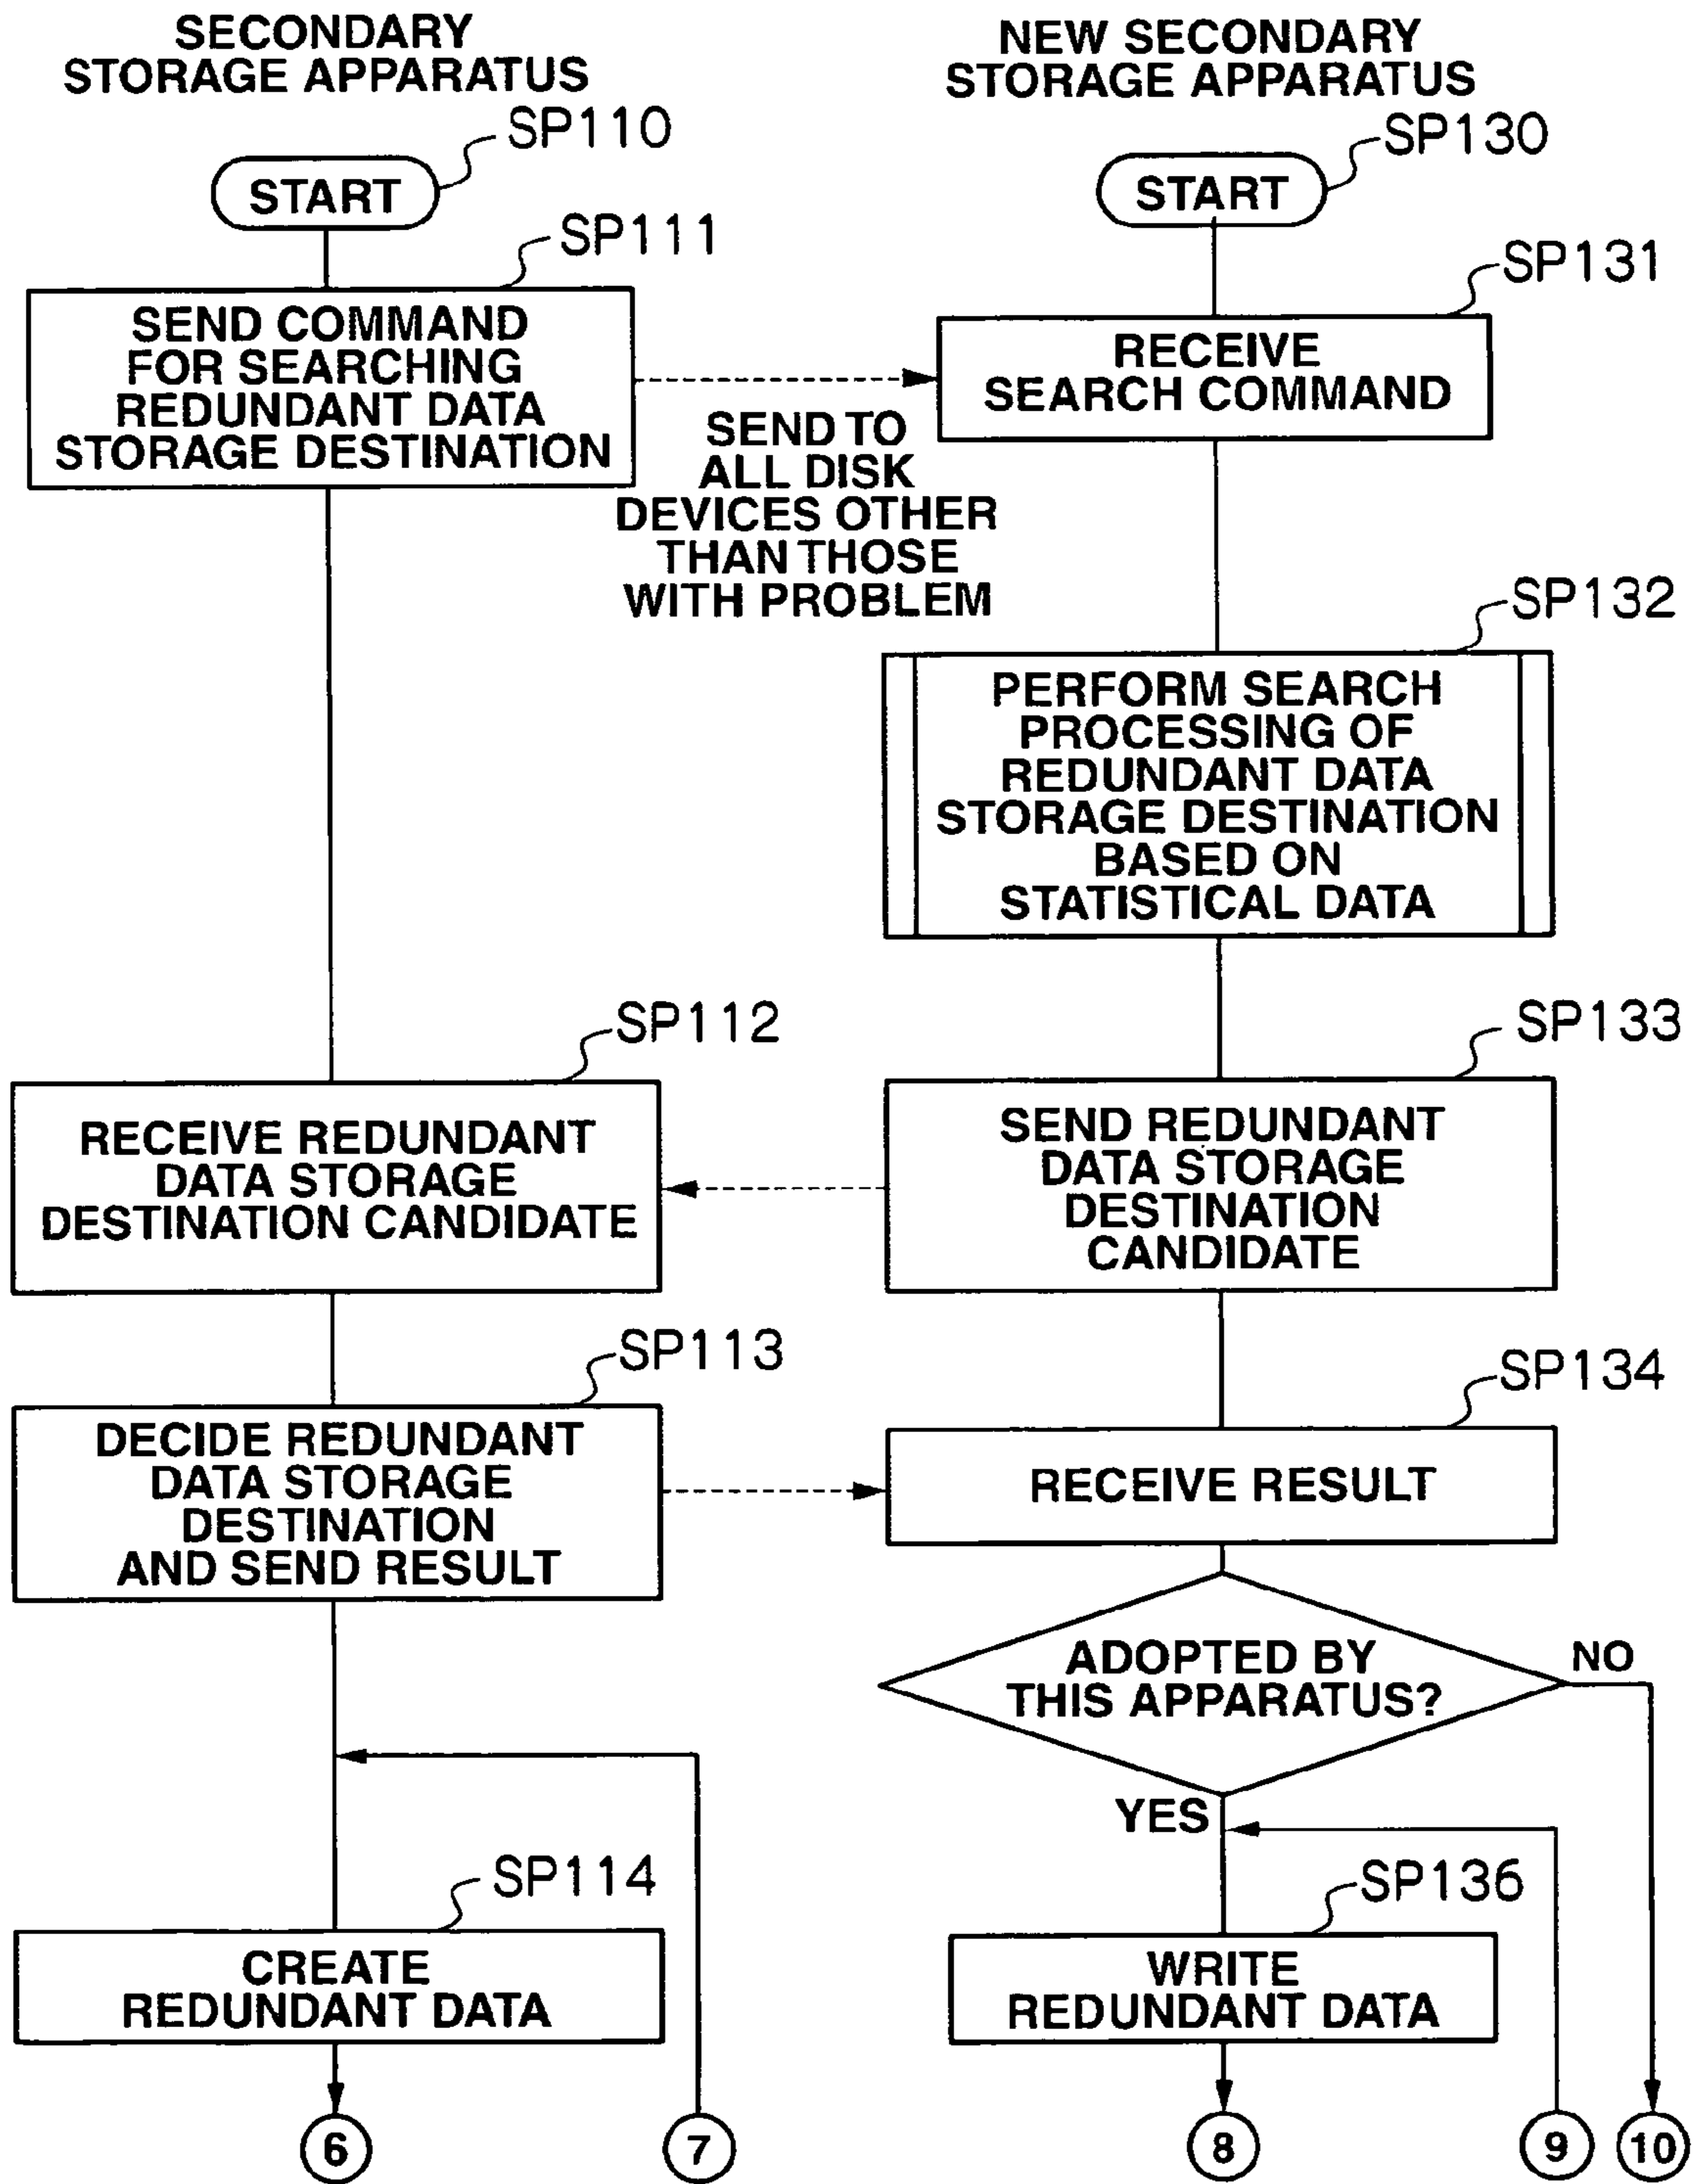 SECONDARY
STORAGE APPARATUS
NEW SECONDARY
STORAGE APPARATUS
SP110
START
SP130
START
SP111
SEND COMMAND
FOR SEARCHING
REDUNDANT DATA
STORAGE DESTINATION
SP131
RECEIVE
SEARCH COMMAND
SEND TO
ALL DISK
DEVICES OTHER
THAN THOSE
WITH PROBLEM
SP132
PERFORM SEARCH
PROCESSING OF
REDUNDANT DATA
STORAGE DESTINATION
BASED ON
STATISTICAL DATA
SP112
RECEIVE REDUNDANT
DATA STORAGE
DESTINATION CANDIDATE
SP133
SEND REDUNDANT
DATA STORAGE
DESTINATION
CANDIDATE
SP113
DECIDE REDUNDANT
DATA STORAGE
DESTINATION
AND SEND RESULT
SP134
RECEIVE RESULT
ADOPTED BY
THIS APPARATUS?
NO
YES
SP114
CREATE
REDUNDANT DATA
SP136
WRITE
REDUNDANT DATA
6
7
8
9
10